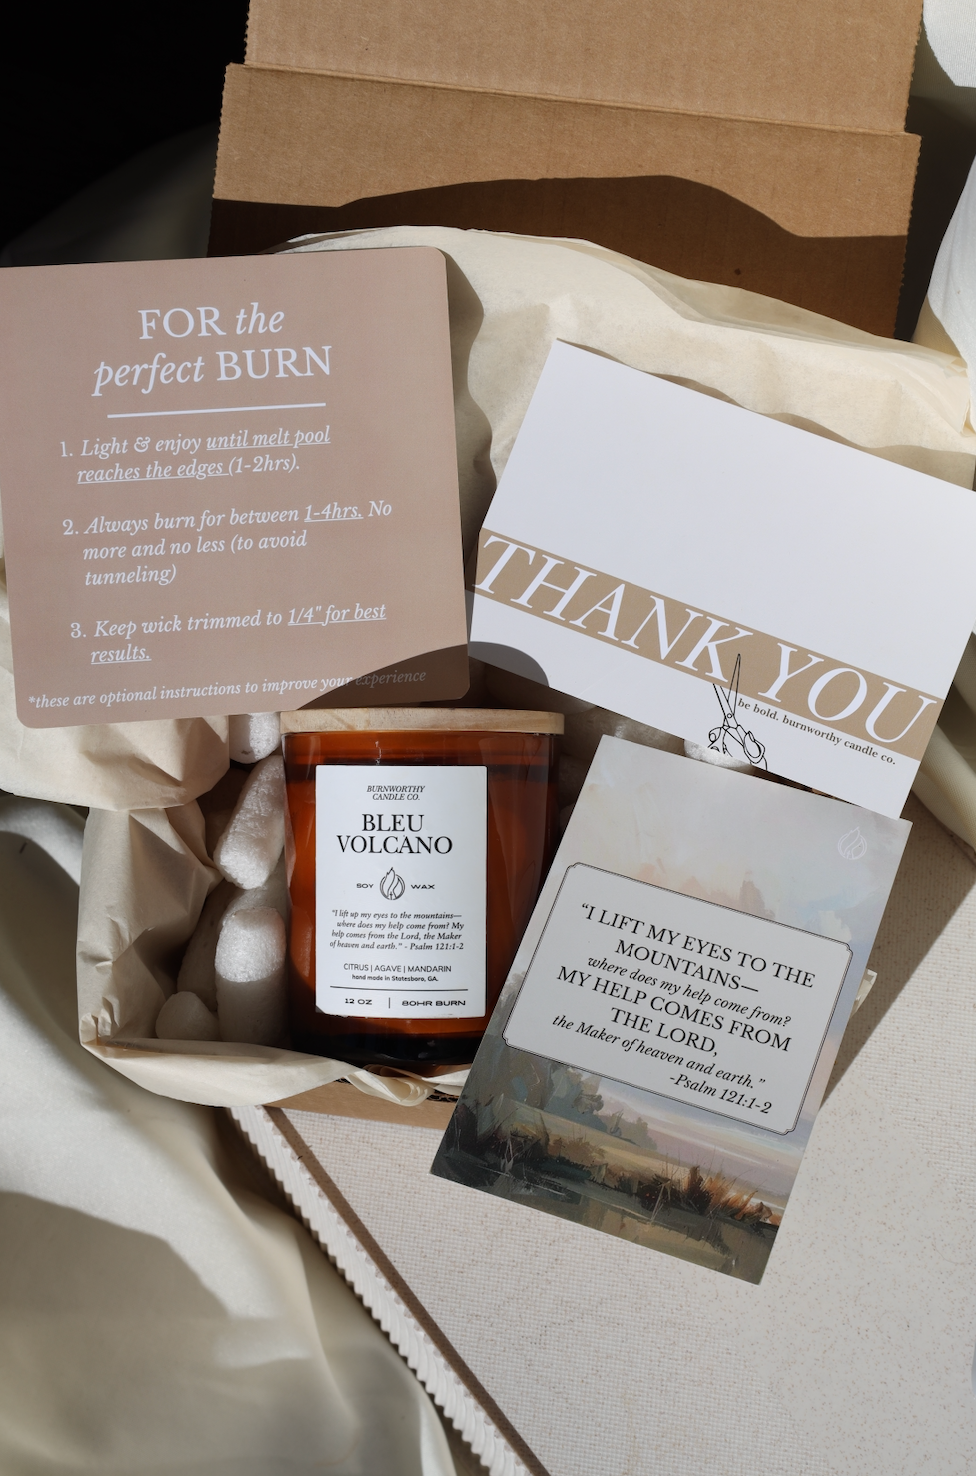 FOR the
perfect BURN
1. Light & enjoy until melt pool
reaches the edges (1-2hrs).
2. Always burn for between 1-4hrs. No
more and no less (to avoid
tunneling)
3. Keep wick trimmed to 1/4" for best
results.
*these are optional instructions to improve your experience
THANK YOU
be bold. burnworthy candle co.
BURNWORTHY
CANDLE CO.
BLEU
VOLCANO
SOY WAX
"I lift up my eyes to the mountains—
where does my help come from? My
help comes from the Lord, the Maker
of heaven and earth." - Psalm 121:1-2
CITRUS | AGAVE | MANDARIN
hand made in Statesboro, GA.
12 OZ | 80HR BURN
"I LIFT MY EYES TO THE
MOUNTAINS—
where does my help come from?
MY HELP COMES FROM
THE LORD,
the Maker of heaven and earth."
-Psalm 121:1-2